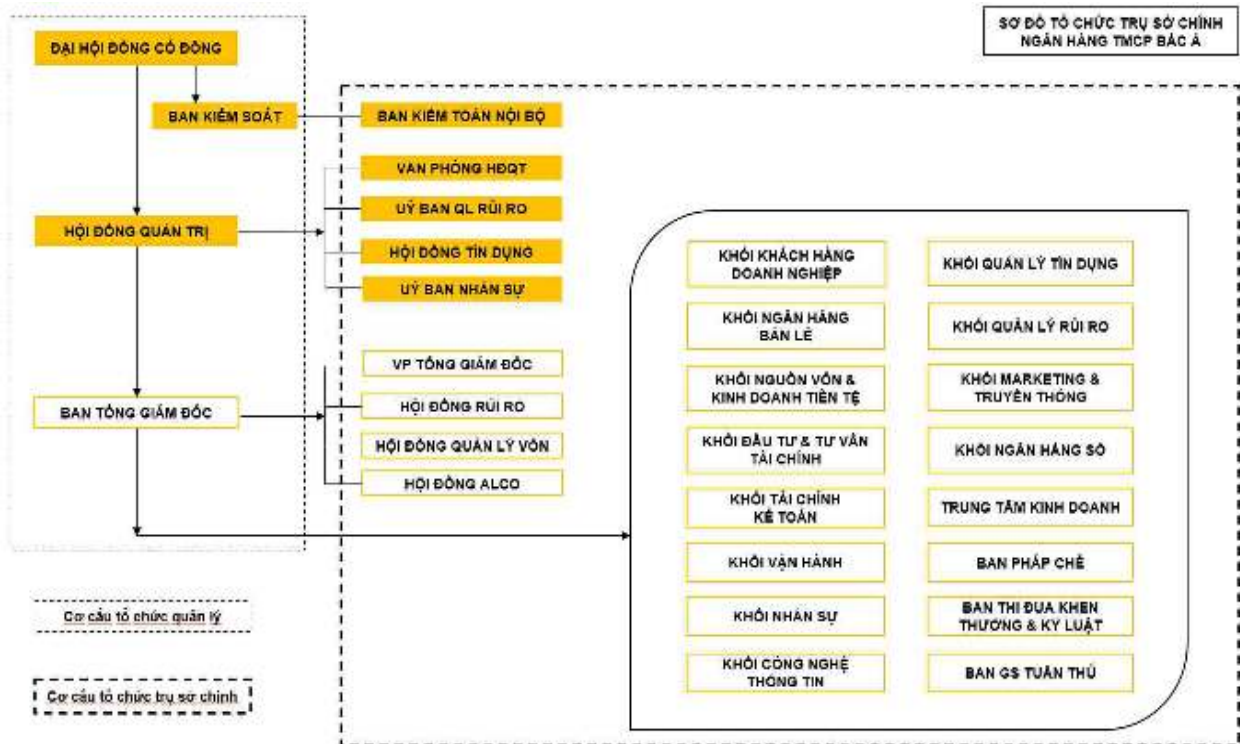 SƠ ĐỒ TỔ CHỨC TRỤ SỞ CHÍNH
NGÂN HÀNG TMCP BẮC Á
ĐẠI HỘI ĐỒNG CỔ ĐÔNG
BAN KIỂM SOÁT
BAN KIỂM TOÁN NỘI BỘ
VĂN PHÒNG HĐQT
UỶ BAN QL RỦI RO
HỘI ĐỒNG QUẢN TRỊ
HỘI ĐỒNG TÍN DỤNG
UỶ BAN NHÂN SỰ
VP TỔNG GIÁM ĐỐC
BAN TỔNG GIÁM ĐỐC
HỘI ĐỒNG RỦI RO
HỘI ĐỒNG QUẢN LÝ VỐN
HỘI ĐỒNG ALCO
KHỐI KHÁCH HÀNG
DOANH NGHIỆP
KHỐI NGÂN HÀNG
BÁN LẺ
KHỐI NGUỒN VỐN &
KINH DOANH TIỀN TỆ
KHỐI ĐẦU TƯ & TƯ VẤN
TÀI CHÍNH
KHỐI TÀI CHÍNH
KẾ TOÁN
KHỐI VẬN HÀNH
KHỐI NHÂN SỰ
KHỐI CÔNG NGHỆ
THÔNG TIN
KHỐI QUẢN LÝ TÍN DỤNG
KHỐI QUẢN LÝ RỦI RO
KHỐI MARKETING &
TRUYỀN THÔNG
KHỐI NGÂN HÀNG SỐ
TRUNG TÂM KINH DOANH
BAN PHÁP CHẾ
BAN THI ĐUA KHEN
THƯỞNG & KỶ LUẬT
BAN GS TUÂN THỦ
Cơ cấu tổ chức quản lý
Cơ cấu tổ chức trụ sở chính